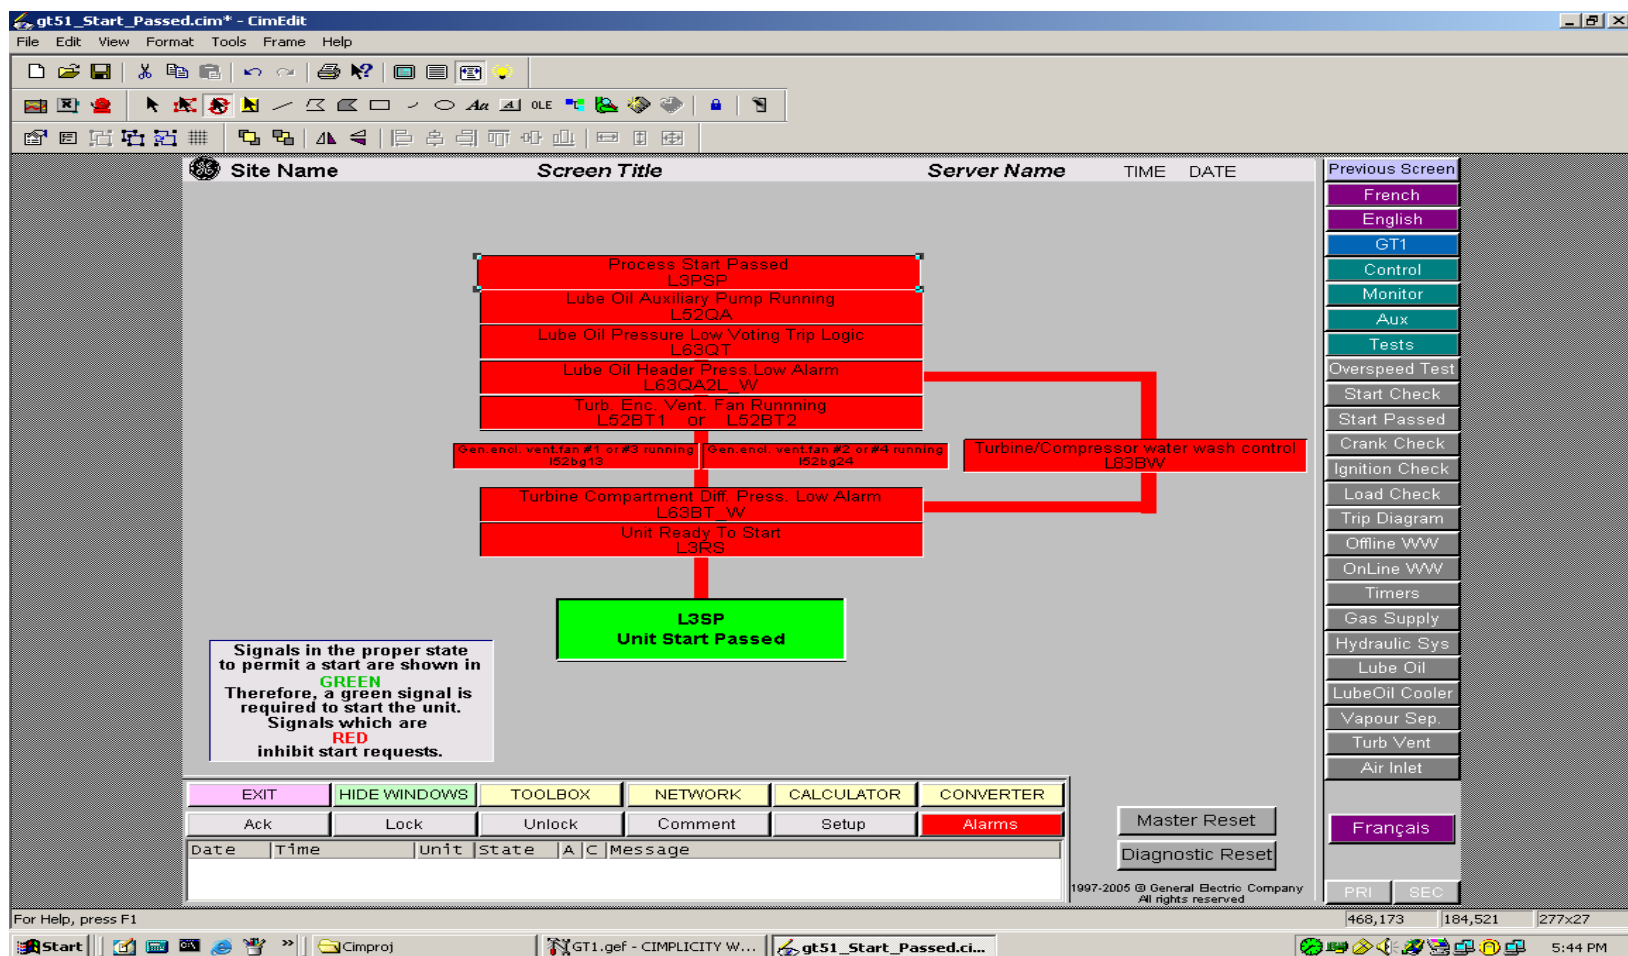 gt51_Start_Passed.cim* - CimEdit
File Edit View Format Tools Frame Help
Aa A OLE
Site Name Screen Title Server Name TIME DATE
Process Start Passed
L3PSP
Lube Oil Auxiliary Pump Running
L52QA
Lube Oil Pressure Low Voting Trip Logic
L63QT
Lube Oil Header Press.Low Alarm
L63QA2L_W
Turb. Enc. Vent. Fan Runnning
L52BT1 or L52BT2
Gen.encl. vent.fan #1 or #3 running
l52bg13
Gen.encl. vent.fan #2 or #4 running
l52bg24
Turbine/Compressor water wash control
L83BW
Turbine Compartment Diff. Press. Low Alarm
L63BT_W
Unit Ready To Start
L3RS
L3SP
Unit Start Passed
Signals in the proper state
to permit a start are shown in
GREEN
Therefore, a green signal is
required to start the unit.
Signals which are
RED
inhibit start requests.
Previous Screen
French
English
GT1
Control
Monitor
Aux
Tests
Overspeed Test
Start Check
Start Passed
Crank Check
Ignition Check
Load Check
Trip Diagram
Offline WW
OnLine WW
Timers
Gas Supply
Hydraulic Sys
Lube Oil
LubeOil Cooler
Vapour Sep.
Turb Vent
Air Inlet
Français
PRI SEC
EXIT HIDE WINDOWS TOOLBOX NETWORK CALCULATOR CONVERTER
Ack Lock Unlock Comment Setup Alarms
Date Time Unit State A C Message
Master Reset
Diagnostic Reset
1997-2005 @ General Electric Company
All rights reserved
For Help, press F1 468,173 184,521 277x27
Start » Cimproj GT1.gef - CIMPLICITY W... gt51_Start_Passed.ci... 5:44 PM